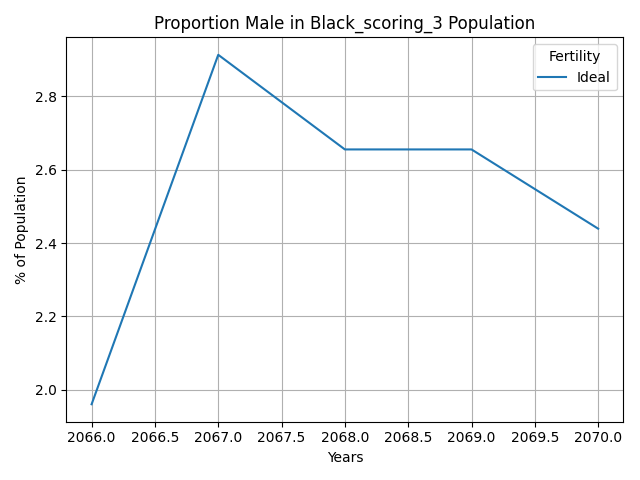 Proportion Male in Black_scoring_3 Population
Fertility
Ideal
% of Population
2.8
2.6
2.4
2.2
2.0
2066.0 2066.5 2067.0 2067.5 2068.0 2068.5 2069.0 2069.5 2070.0
Years